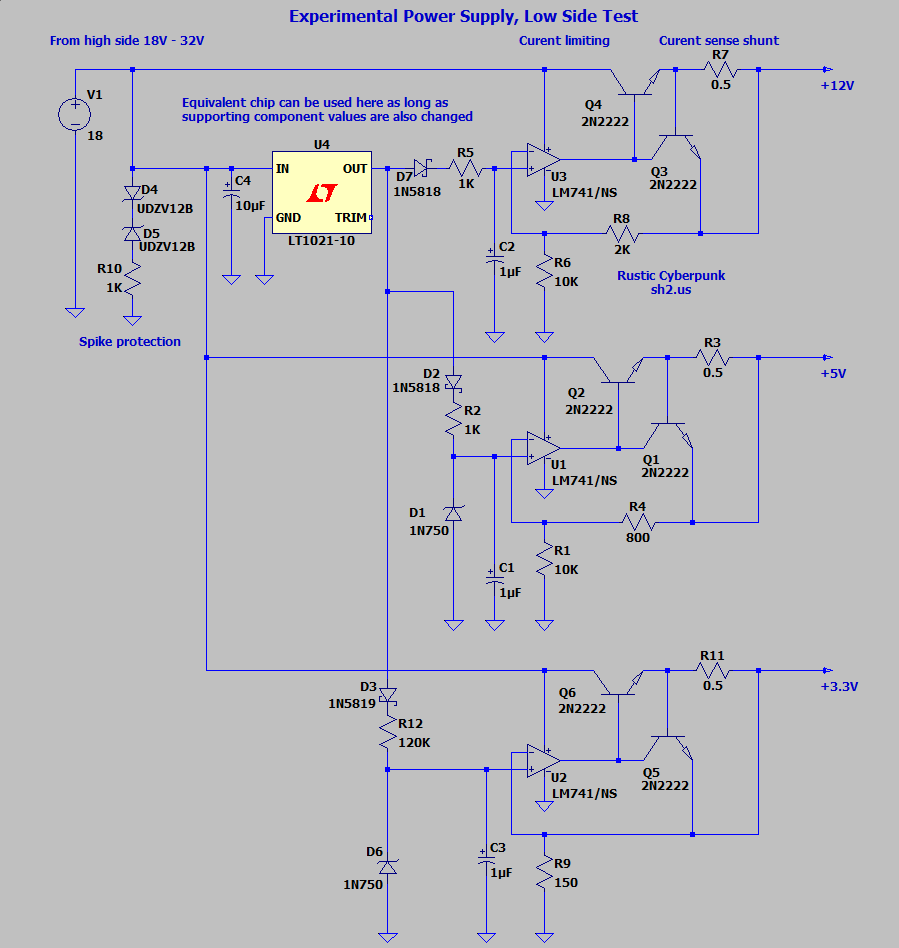 Experimental Power Supply, Low Side Test
From high side 18V - 32V
Curent limiting
Curent sense shunt
R7
0.5
+12V
V1
18
Equivalent chip can be used here as long as
supporting component values are also changed
Q4
2N2222
U4
IN
OUT
GND
TRIM
LT1021-10
D7
1N5818
R5
1K
U3
LM741/NS
Q3
2N2222
D4
UDZV12B
C4
10µF
D5
UDZV12B
R10
1K
R8
2K
C2
1µF
R6
10K
Rustic Cyberpunk
sh2.us
Spike protection
R3
0.5
+5V
D2
1N5818
Q2
2N2222
R2
1K
U1
LM741/NS
Q1
2N2222
D1
1N750
R4
800
R1
10K
C1
1µF
R11
0.5
+3.3V
D3
1N5819
Q6
2N2222
R12
120K
U2
LM741/NS
Q5
2N2222
D6
1N750
C3
1µF
R9
150